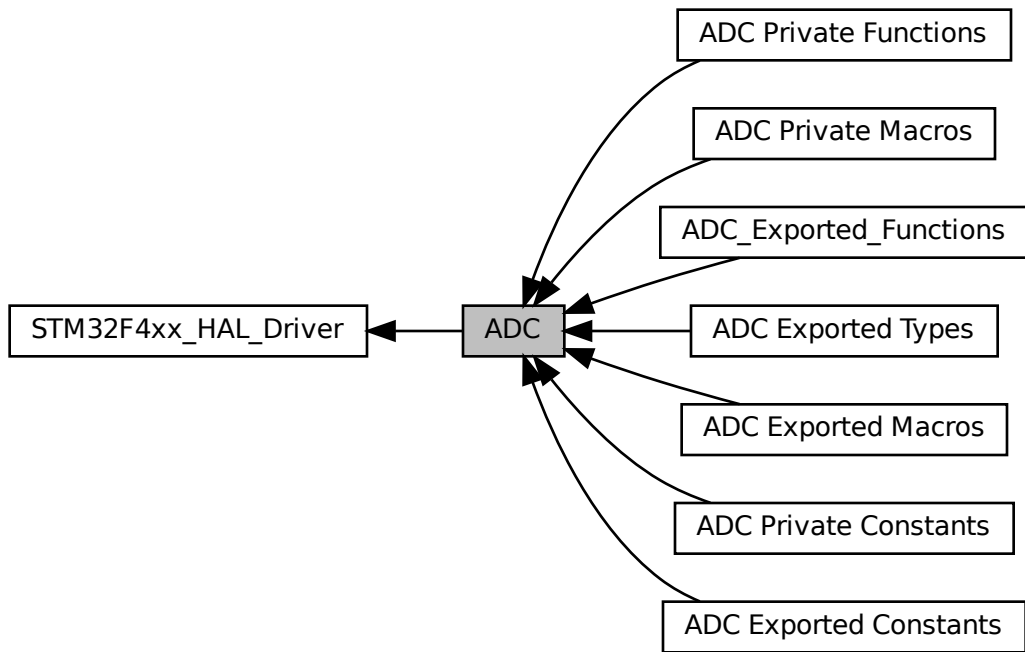 ADC Private Functions
ADC Private Macros
ADC_Exported_Functions
STM32F4xx_HAL_Driver
ADC
ADC Exported Types
ADC Exported Macros
ADC Private Constants
ADC Exported Constants